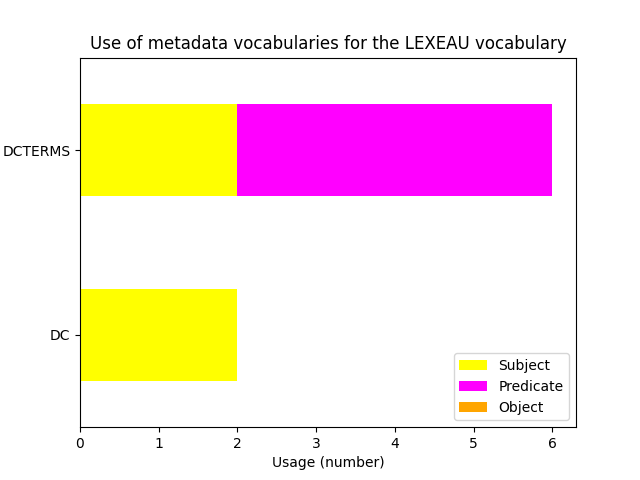 Use of metadata vocabularies for the LEXEAU vocabulary
DCTERMS
DC
Subject
Predicate
Object
0 1 2 3 4 5 6
Usage (number)